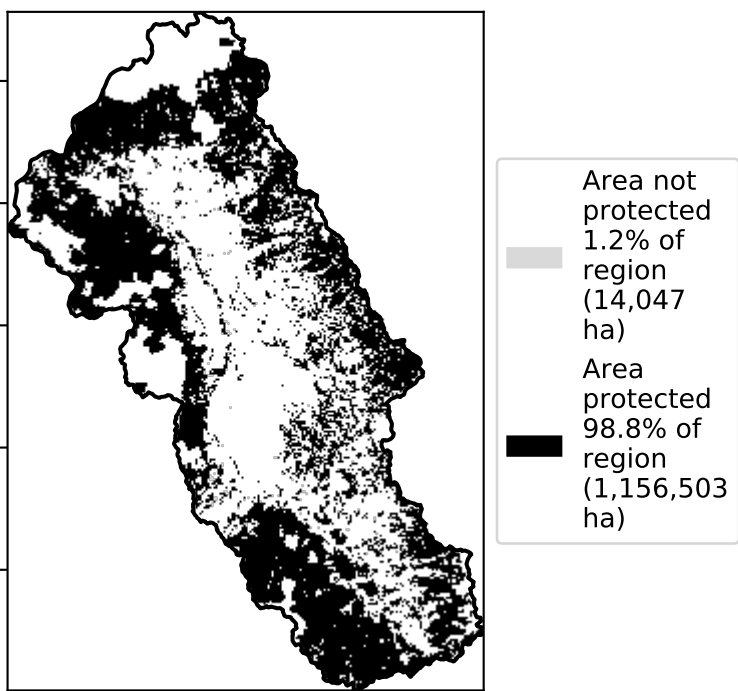 Area not
protected
1.2% of
region
(14,047
ha)
Area
protected
98.8% of
region
(1,156,503
ha)